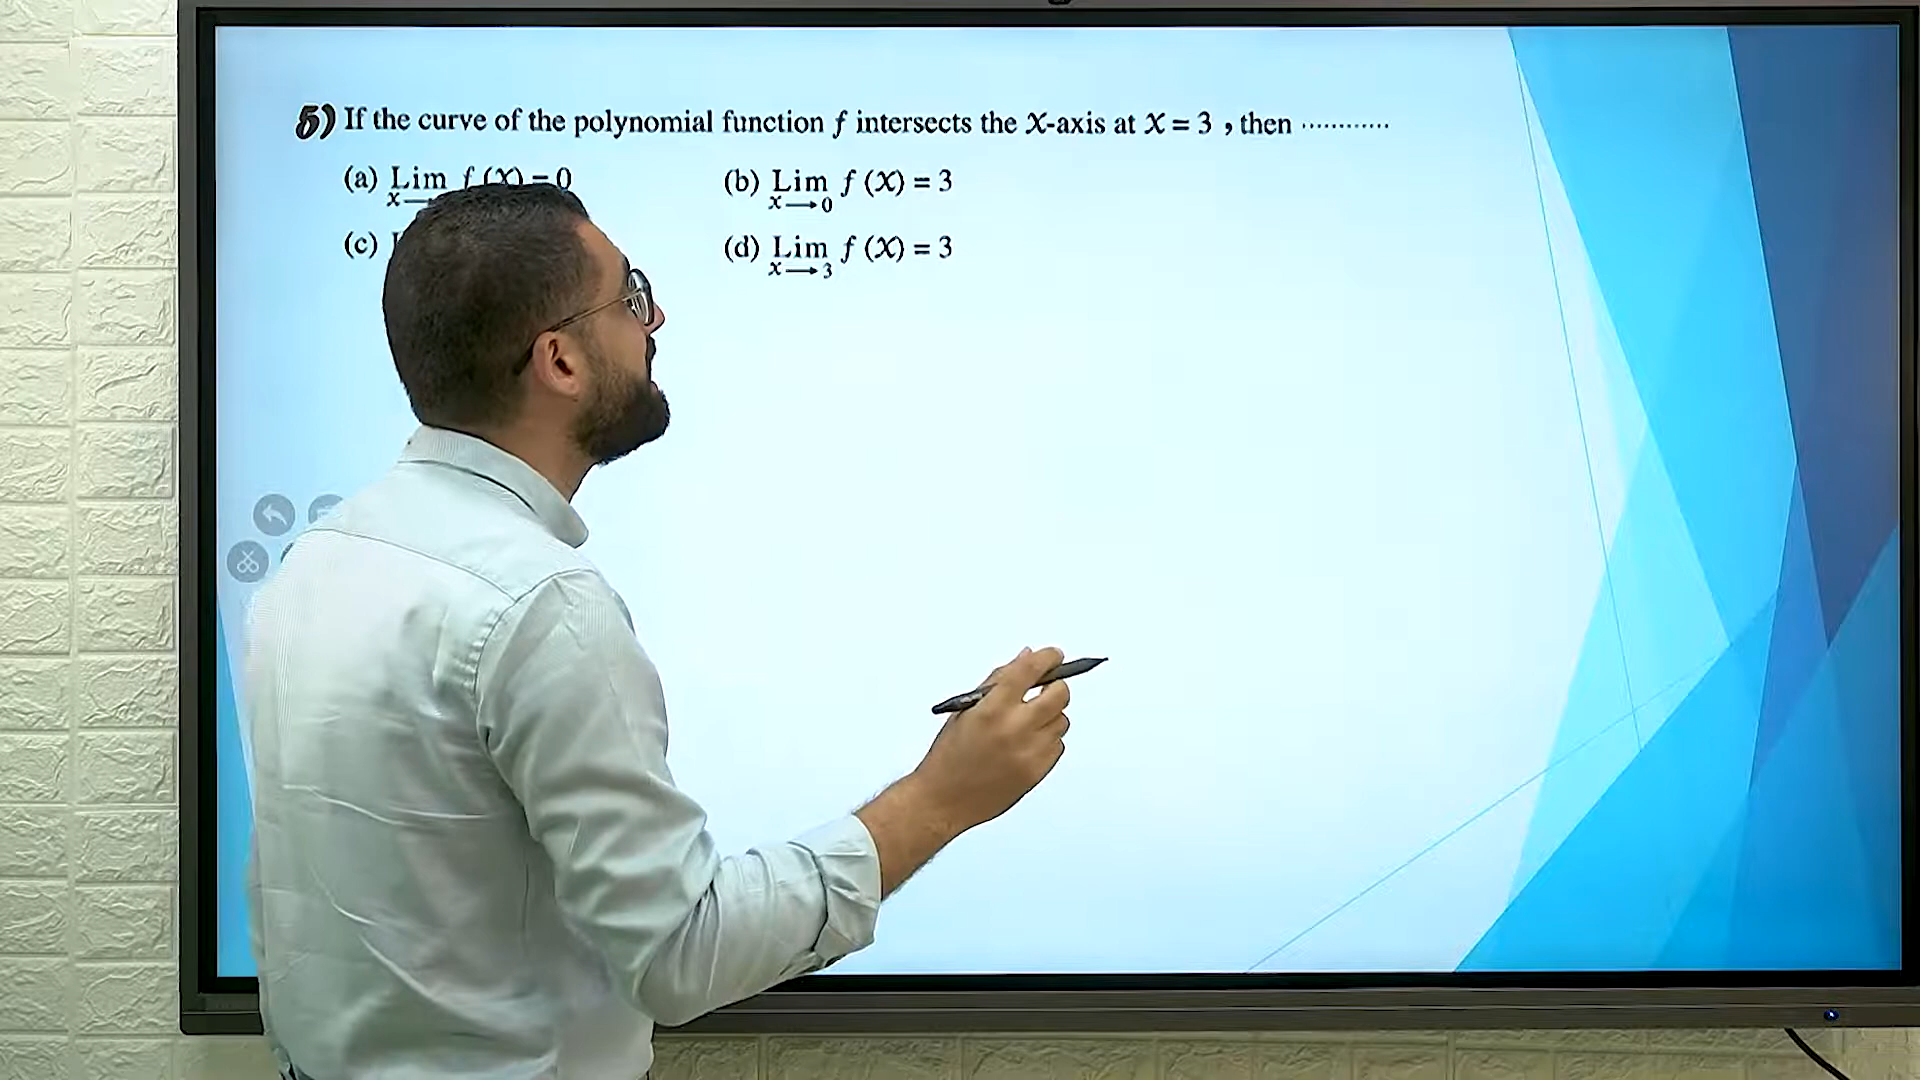 5) If the curve of the polynomial function f intersects the X-axis at X = 3 , then ............
(a) Lim f (X) = 0
x
(b) Lim f (X) = 3
x → 0
(c)
(d) Lim f (X) = 3
x → 3